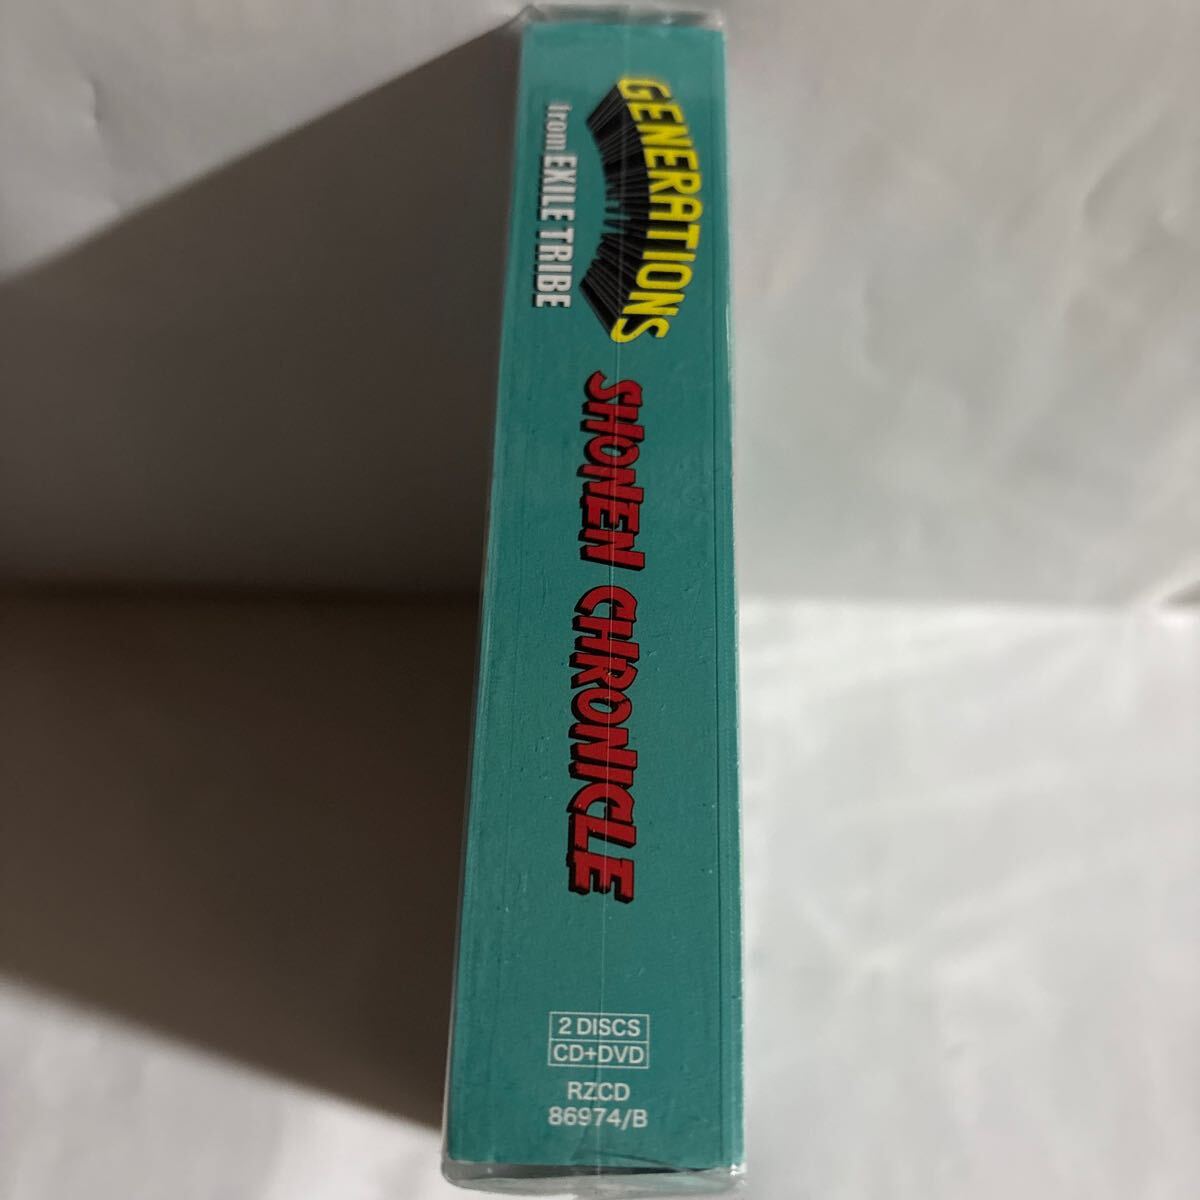 GENERATIONS
from EXILE TRIBE
SHONEN CHRONICLE
2 DISCS
CD+DVD
RZCD
86974/B